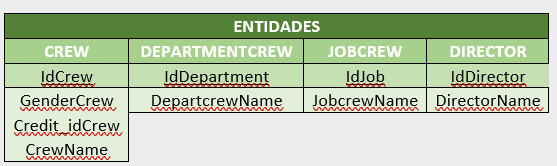 ENTIDADES
CREW DEPARTMENTCREW JOBCREW DIRECTOR
IdCrew IdDepartment IdJob IdDirector
GenderCrew DepartcrewName JobcrewName DirectorName
Credit_idCrew
CrewName